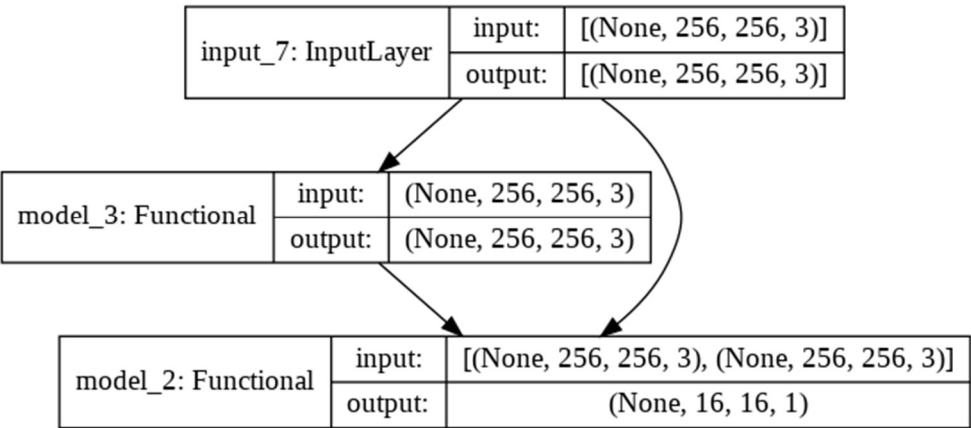 input_7: InputLayer
input: [(None, 256, 256, 3)]
output: [(None, 256, 256, 3)]
model_3: Functional
input: (None, 256, 256, 3)
output: (None, 256, 256, 3)
model_2: Functional
input: [(None, 256, 256, 3), (None, 256, 256, 3)]
output: (None, 16, 16, 1)